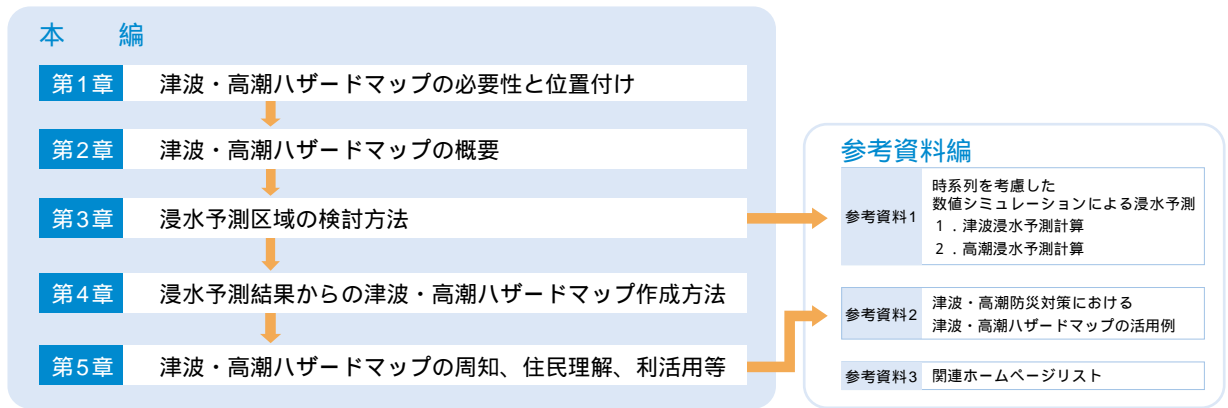 本 編
第1章 津波・高潮ハザードマップの必要性と位置付け
第2章 津波・高潮ハザードマップの概要
第3章 浸水予測区域の検討方法
第4章 浸水予測結果からの津波・高潮ハザードマップ作成方法
第5章 津波・高潮ハザードマップの周知、住民理解、利活用等
参考資料編
参考資料1
時系列を考慮した
数値シミュレーションによる浸水予測
1．津波浸水予測計算
2．高潮浸水予測計算
参考資料2
津波・高潮防災対策における
津波・高潮ハザードマップの活用例
参考資料3 関連ホームページリスト